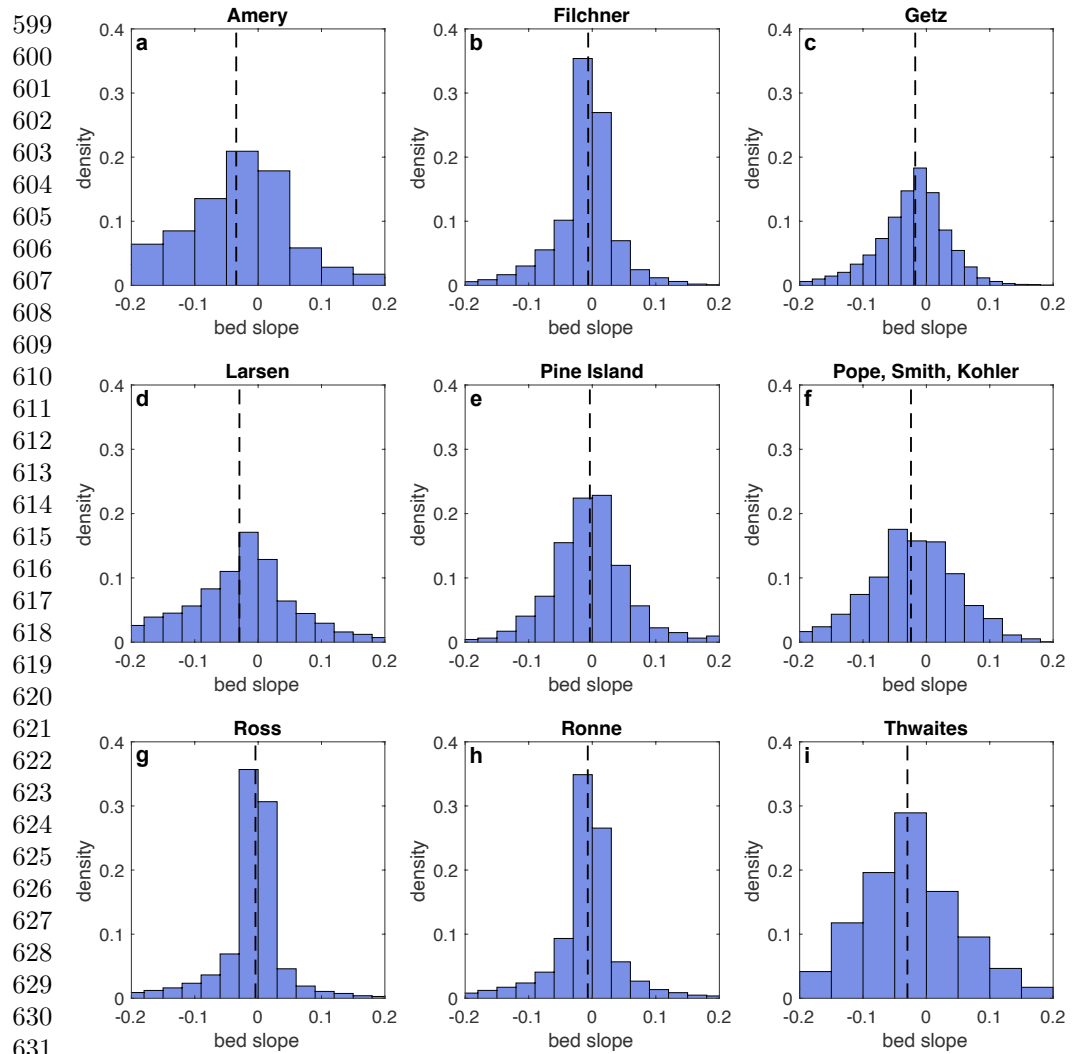 599
600
601
602
603
604
605
606
607
608
609
610
611
612
613
614
615
616
617
618
619
620
621
622
623
624
625
626
627
628
629
630
631
Amery
a
density
0.4
0.3
0.2
0.1
0
-0.2 -0.1 0 0.1 0.2
bed slope
Filchner
b
density
0.4
0.3
0.2
0.1
0
-0.2 -0.1 0 0.1 0.2
bed slope
Getz
c
density
0.4
0.3
0.2
0.1
0
-0.2 -0.1 0 0.1 0.2
bed slope
Larsen
d
density
0.4
0.3
0.2
0.1
0
-0.2 -0.1 0 0.1 0.2
bed slope
Pine Island
e
density
0.4
0.3
0.2
0.1
0
-0.2 -0.1 0 0.1 0.2
bed slope
Pope, Smith, Kohler
f
density
0.4
0.3
0.2
0.1
0
-0.2 -0.1 0 0.1 0.2
bed slope
Ross
g
density
0.4
0.3
0.2
0.1
0
-0.2 -0.1 0 0.1 0.2
bed slope
Ronne
h
density
0.4
0.3
0.2
0.1
0
-0.2 -0.1 0 0.1 0.2
bed slope
Thwaites
i
density
0.4
0.3
0.2
0.1
0
-0.2 -0.1 0 0.1 0.2
bed slope